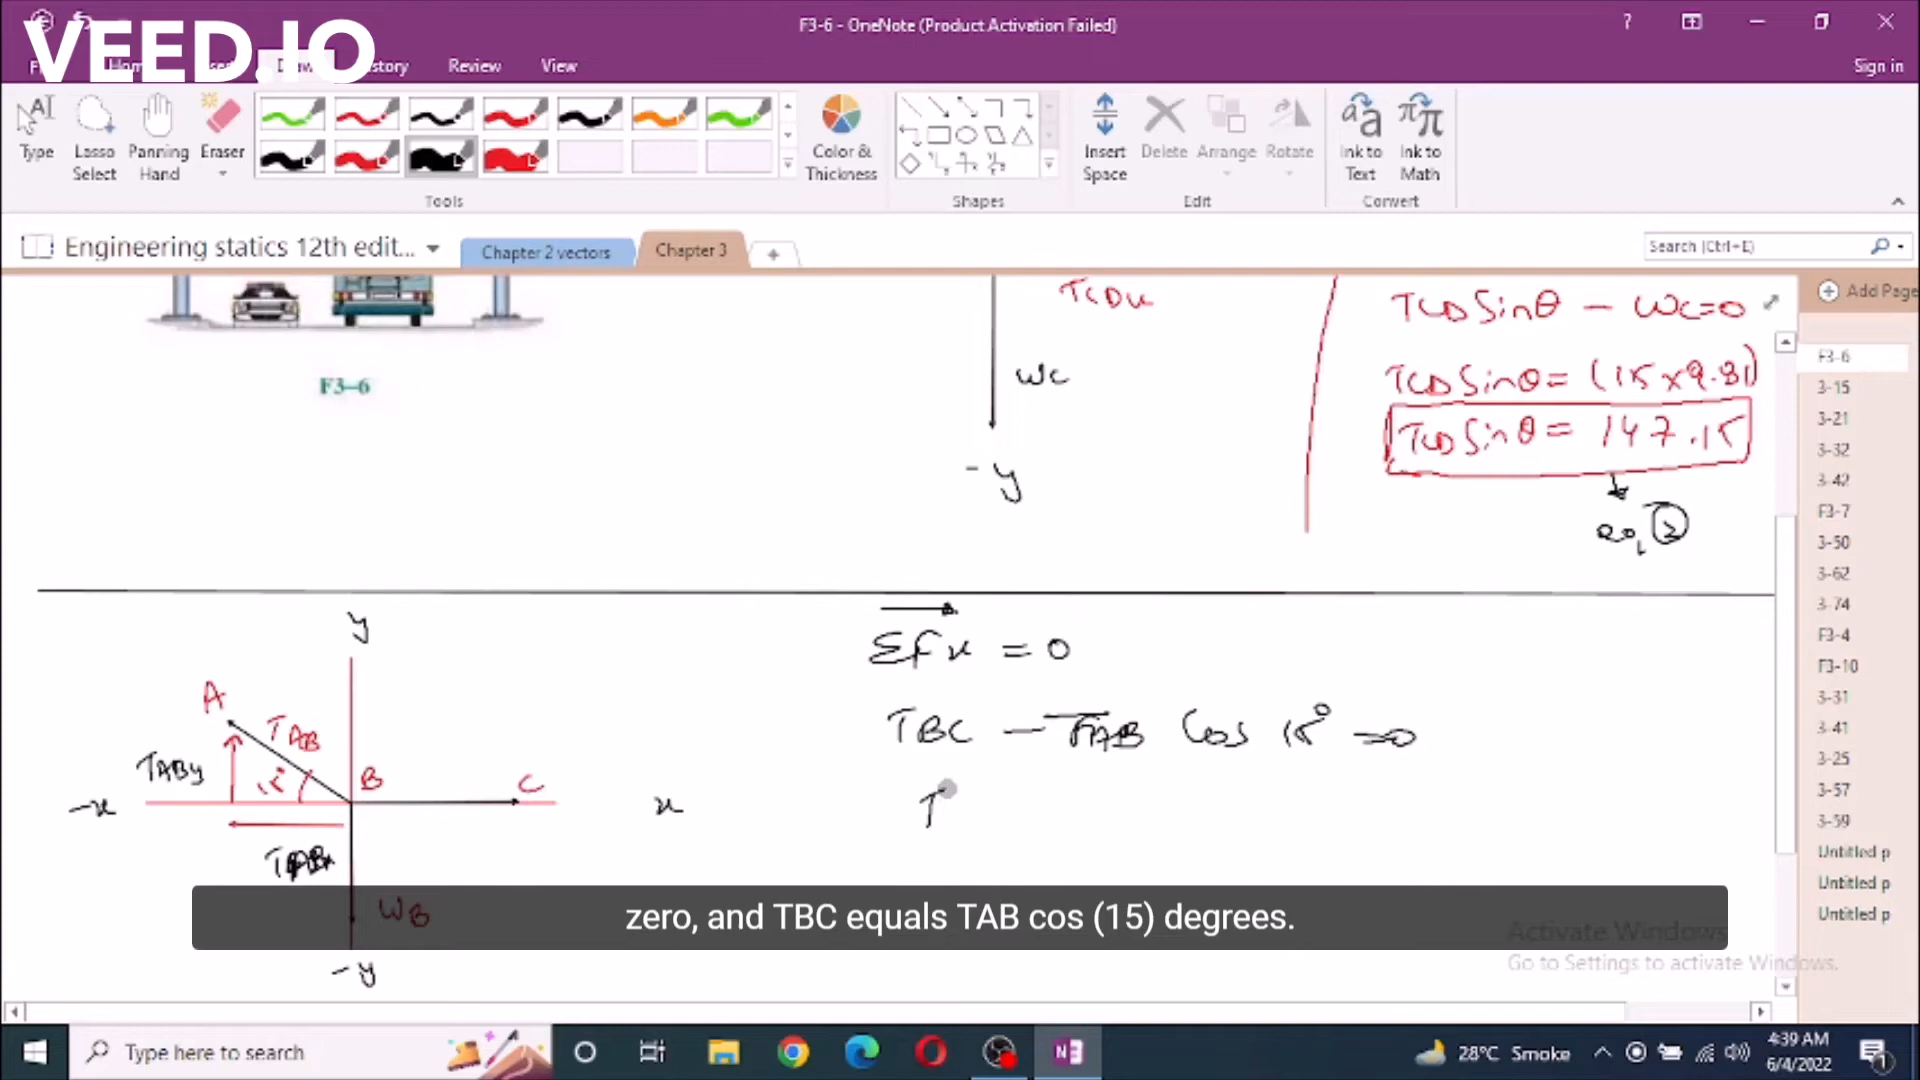 F3-6 - OneNote (Product Activation Failed)
VEED.IO
Review
View
Sign in
Type
Lasso Select
Panning Hand
Eraser
Color & Thickness
Insert Space
Delete
Arrange
Rotate
Ink to Text
Ink to Math
Tools
Shapes
Edit
Convert
Engineering statics 12th edit...
Chapter 2 vectors
Chapter 3
Search (Ctrl+E)
Add Page
F3-6
3-15
3-21
3-32
3-42
F3-7
3-50
3-62
3-74
F3-4
F3-10
3-31
3-41
3-25
3-57
3-59
Untitled p
Untitled p
Untitled p
F3–6
TCDx
Wc
-y
TCD Sinθ - Wc=0
TCD Sinθ = (15×9.81)
TCD Sinθ = 147.15
y
A
TAB
TABy
15°
B
C
-x
x
TABx
WB
-y
ΣFx = 0
TBC - TAB Cos 15° =0
T
zero, and TBC equals TAB cos (15) degrees.
Activate Windows
Go to Settings to activate Windows.
Type here to search
28°C Smoke
4:39 AM
6/4/2022